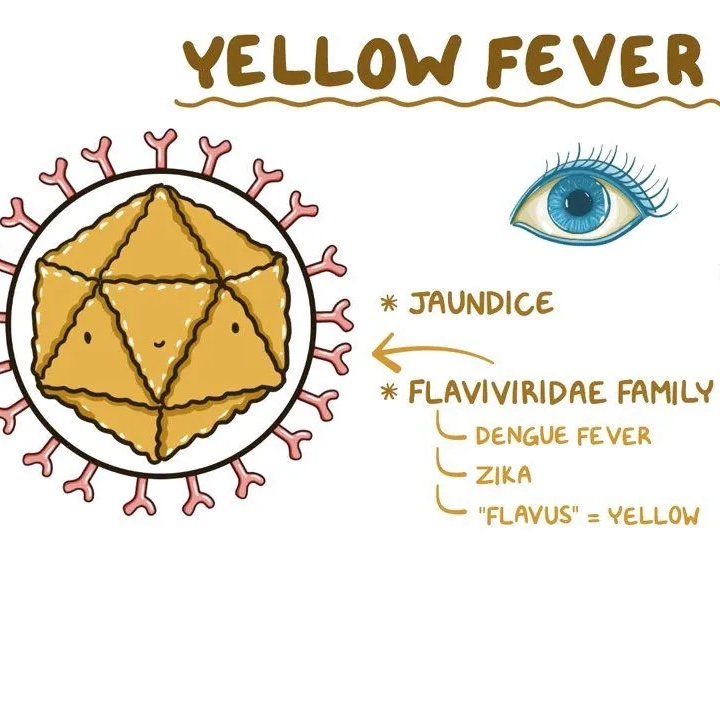 YELLOW FEVER
* JAUNDICE
* FLAVIVIRIDAE FAMILY
DENGUE FEVER
ZIKA
"FLAVUS" = YELLOW